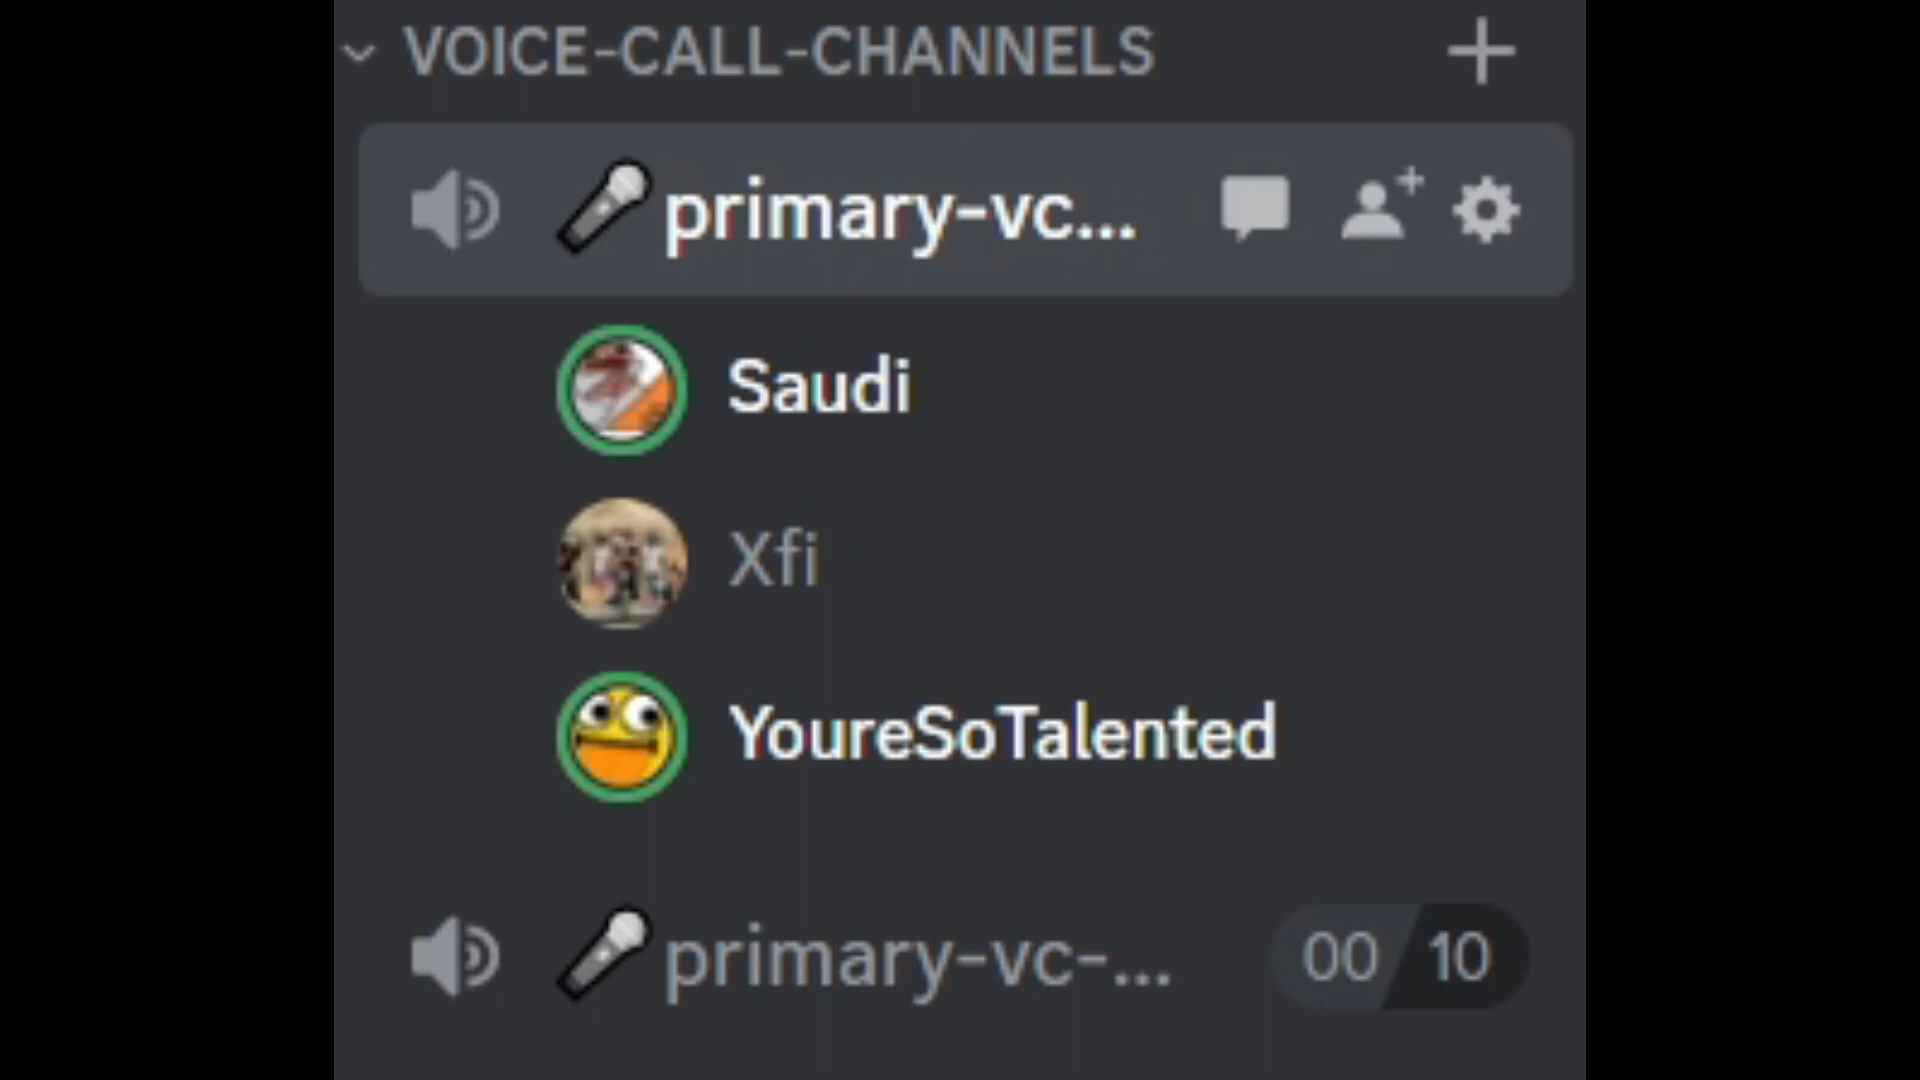 VOICE-CALL-CHANNELS
primary-vc...
Saudi
Xfi
YoureSoTalented
primary-vc-... 00 10